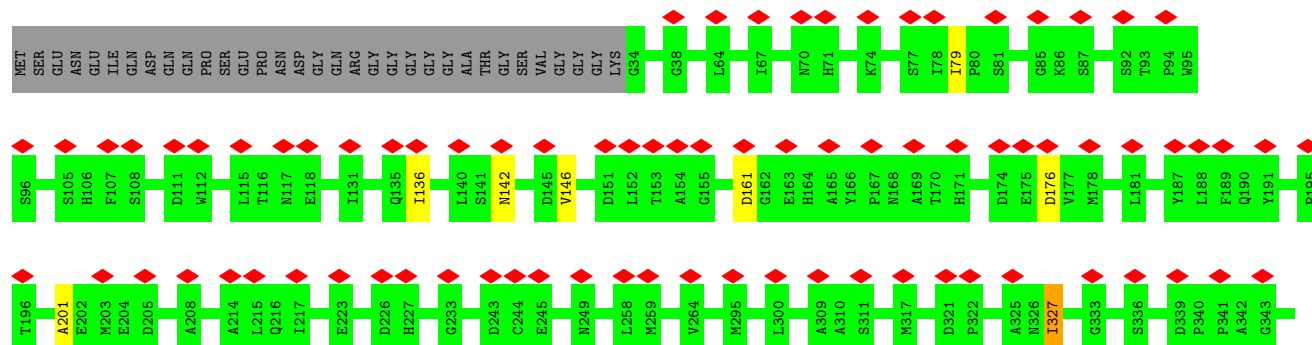 MET SER GLU ASN GLU ILE GLN ASP GLN GLN PRO SER GLU PRO ASN ASP GLY GLN ARG GLY GLY GLY GLY GLY ALA THR GLY SER VAL GLY GLY GLY LYS G34 G38 L64 I67 N70 H71 K74 S77 I78 I79 P80 S81 G85 K86 S87 S92 T93 P94 W95
S96 S105 H106 F107 S108 D111 W112 L115 T116 N117 E118 I131 Q135 I136 L140 S141 N142 D145 V146 D151 L152 T153 A154 G155 D161 G162 E163 H164 A165 Y166 P167 N168 A169 T170 H171 D174 E175 D176 V177 M178 L181 Y187 L188 F189 Q190 Y191 P195
T196 A201 E202 M203 E204 D205 A208 A214 L215 Q216 I217 E223 D226 H227 G233 D243 C244 E245 N249 L258 M259 V264 M295 L300 A309 A310 S311 M317 D321 P322 A325 N326 I327 G333 S336 D339 P340 P341 A342 G343